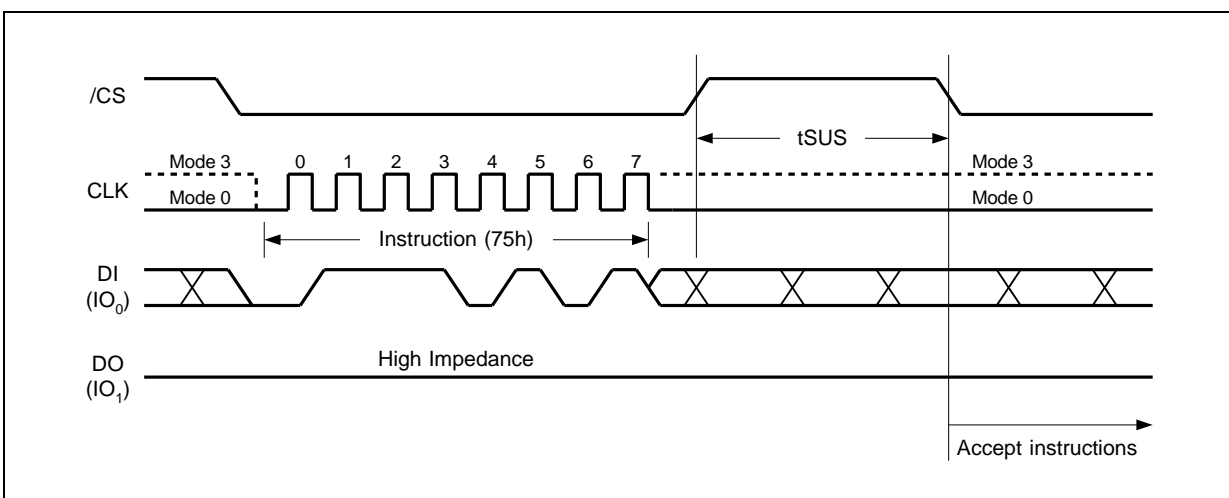 /CS
tSUS
Mode 3 0 1 2 3 4 5 6 7 Mode 3
CLK
Mode 0 Mode 0
Instruction (75h)
DI
(IO0)
High Impedance
DO
(IO1)
Accept instructions